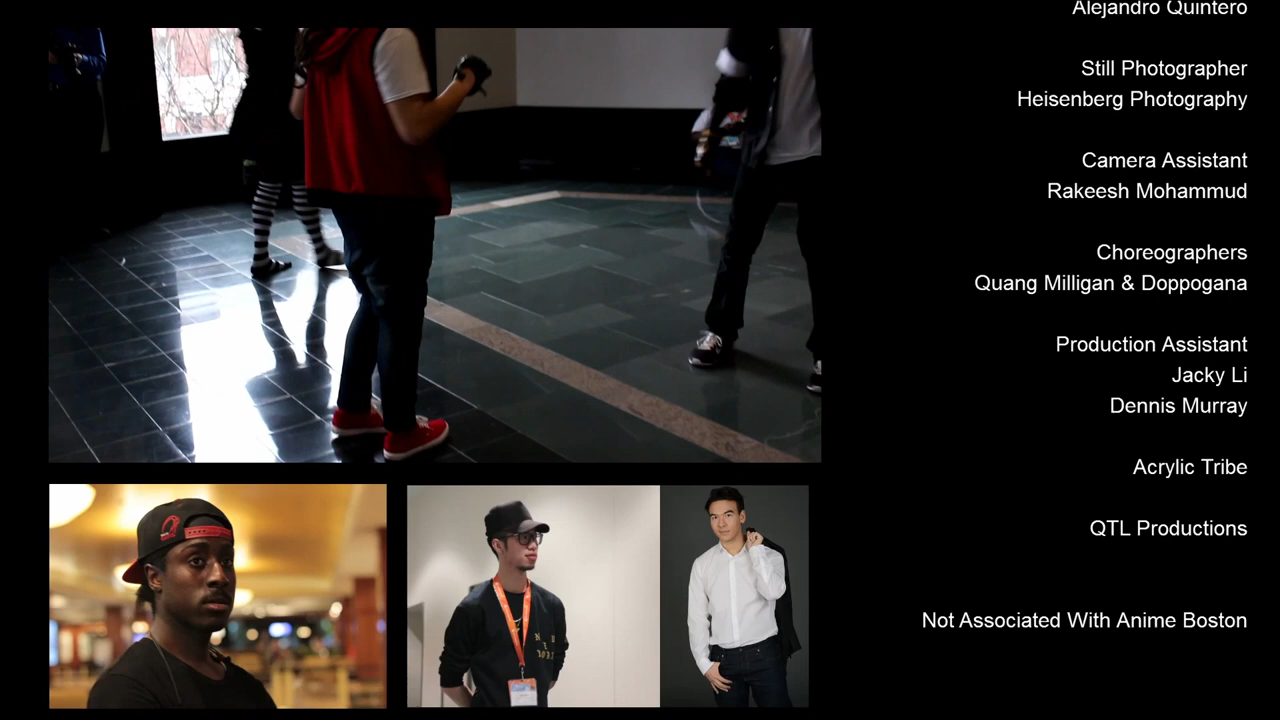 Alejandro Quintero
Still Photographer
Heisenberg Photography
Camera Assistant
Rakeesh Mohammud
Choreographers
Quang Milligan & Doppogana
Production Assistant
Jacky Li
Dennis Murray
Acrylic Tribe
QTL Productions
Not Associated With Anime Boston